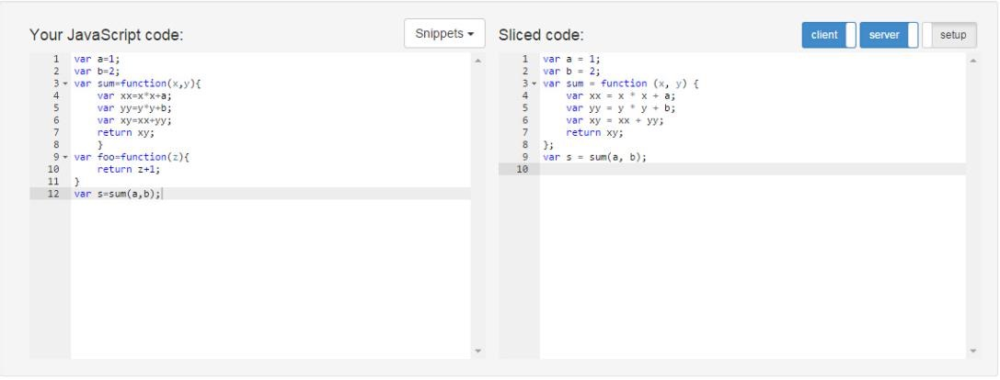 Your JavaScript code:
Snippets
1 var a=1;
2 var b=2;
3 var sum=function(x,y){
4 var xx=x*x+a;
5 var yy=y*y+b;
6 var xy=xx+yy;
7 return xy;
8 }
9 var foo=function(z){
10 return z+1;
11 }
12 var s=sum(a,b);
Sliced code:
client server setup
1 var a = 1;
2 var b = 2;
3 var sum = function (x, y) {
4 var xx = x * x + a;
5 var yy = y * y + b;
6 var xy = xx + yy;
7 return xy;
8 };
9 var s = sum(a, b);
10